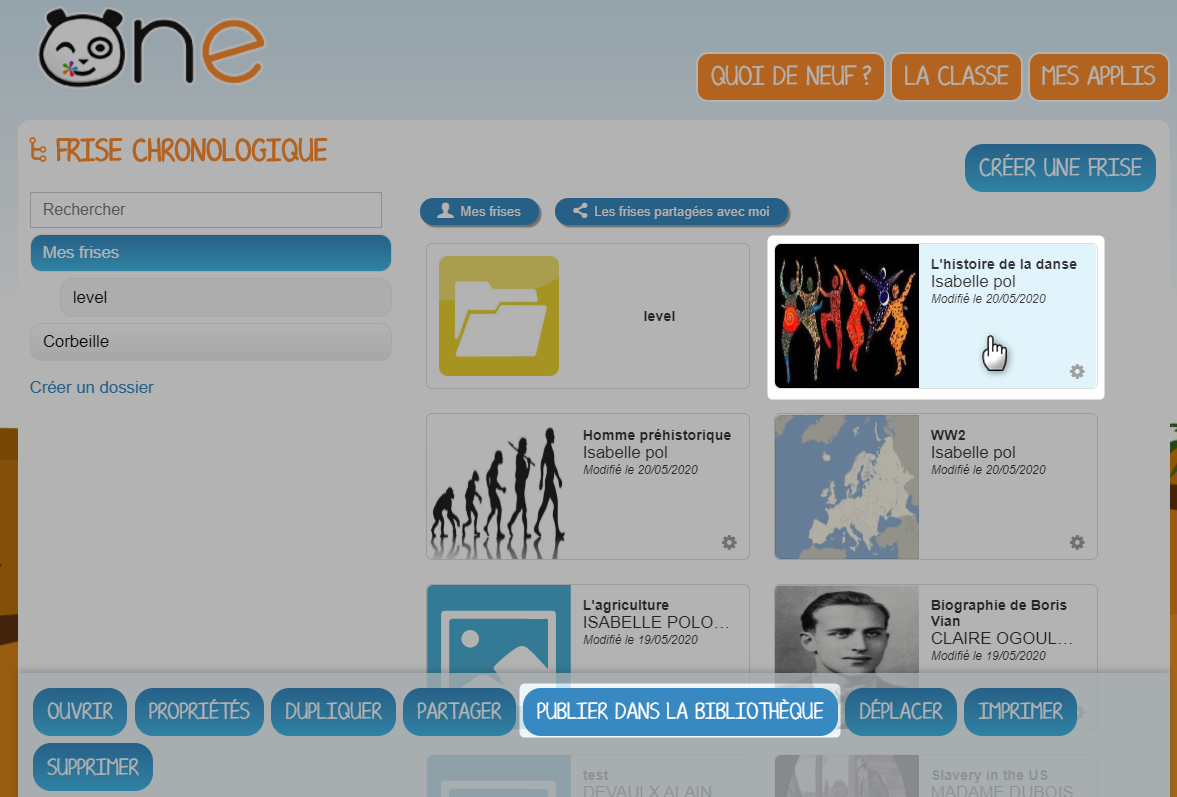 one
QUOI DE NEUF ?
LA CLASSE
MES APPLIS
FRISE CHRONOLOGIQUE
CRÉER UNE FRISE
Rechercher
Mes frises
level
Corbeille
Créer un dossier
Mes frises
Les frises partagées avec moi
level
L'histoire de la danse
Isabelle pol
Modifié le 20/05/2020
Homme préhistorique
Isabelle pol
Modifié le 20/05/2020
WW2
Isabelle pol
Modifié le 20/05/2020
L'agriculture
ISABELLE POLO...
Modifié le 19/05/2020
Biographie de Boris
Vian
CLAIRE OGOUL...
Modifié le 19/05/2020
OUVRIR
PROPRIÉTÉS
DUPLIQUER
PARTAGER
PUBLIER DANS LA BIBLIOTHÈQUE
DÉPLACER
IMPRIMER
SUPPRIMER
test
DEVAULX ALAIN
Slavery in the US
MADAME DUBOIS